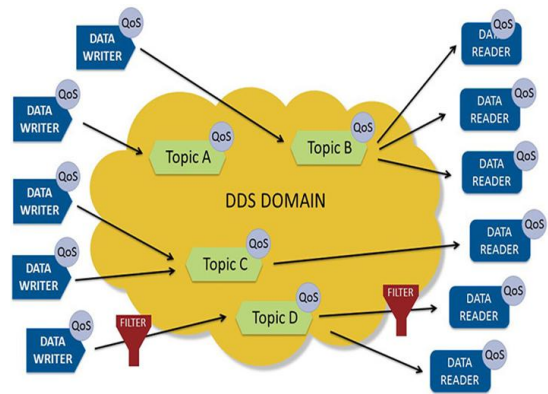 QoS
DATA
WRITER
QoS
DATA
READER
QoS
DATA
WRITER
QoS
DATA
READER
QoS
Topic A
QoS
Topic B
QoS
DATA
READER
QoS
DATA
WRITER
DDS DOMAIN
QoS
DATA
READER
QoS
DATA
WRITER
QoS
Topic C
QoS
DATA
WRITER
FILTER
QoS
Topic D
FILTER
QoS
DATA
READER
QoS
DATA
READER